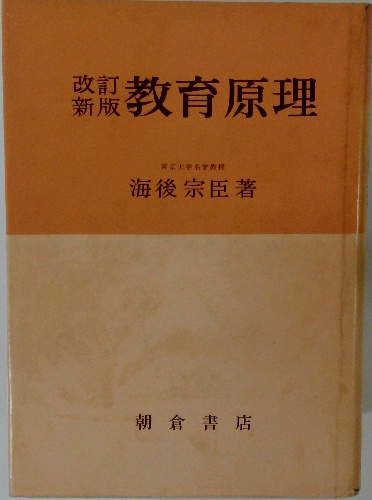 改訂新版 教育原理
東京大学名誉教授
海後宗臣著
朝倉書店